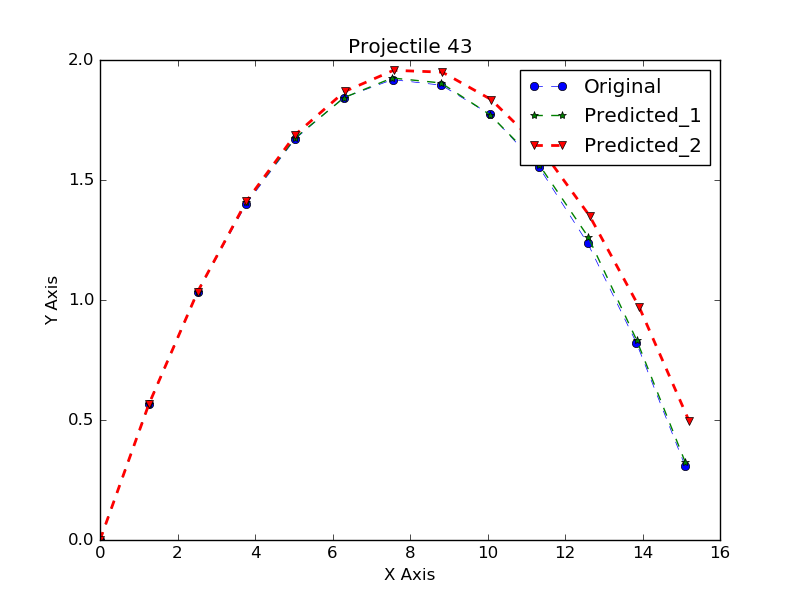 Projectile 43
Original
Predicted_1
Predicted_2
Y Axis
2.0
1.5
1.0
0.5
0.0
0 2 4 6 8 10 12 14 16
X Axis